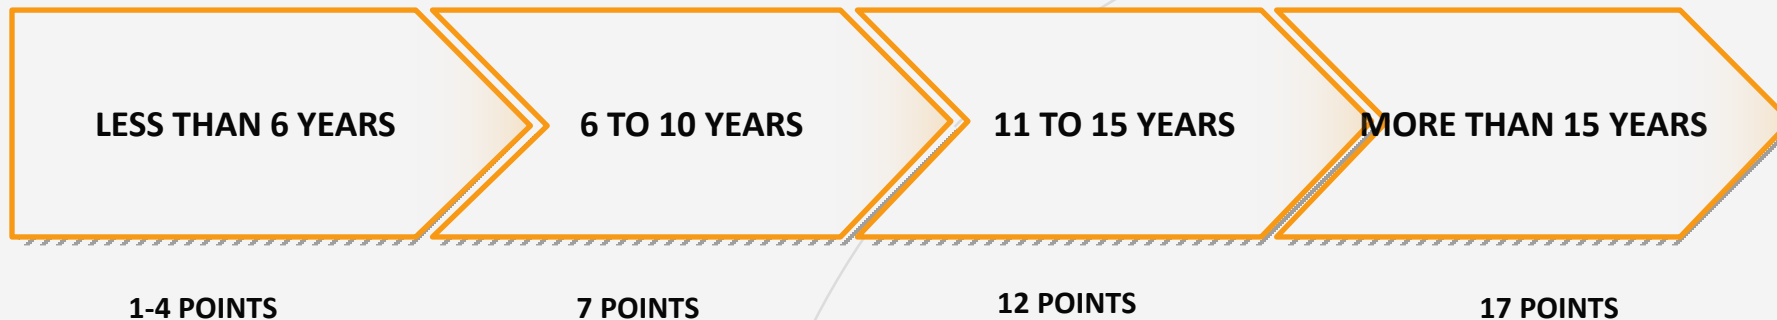 LESS THAN 6 YEARS
6 TO 10 YEARS
11 TO 15 YEARS
MORE THAN 15 YEARS
1-4 POINTS
7 POINTS
12 POINTS
17 POINTS